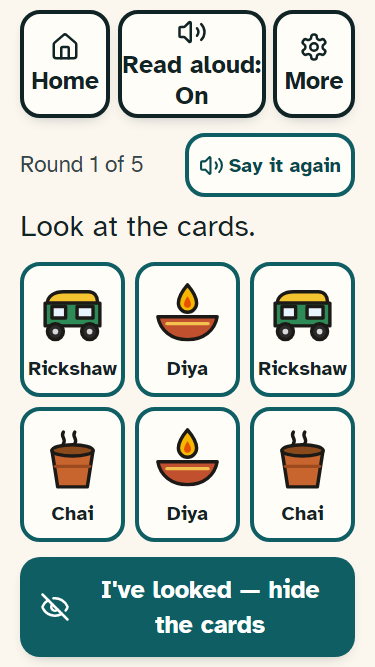 Home
Read aloud:
On
More
Round 1 of 5
Say it again
Look at the cards.
Rickshaw
Diya
Rickshaw
Chai
Diya
Chai
I've looked — hide
the cards